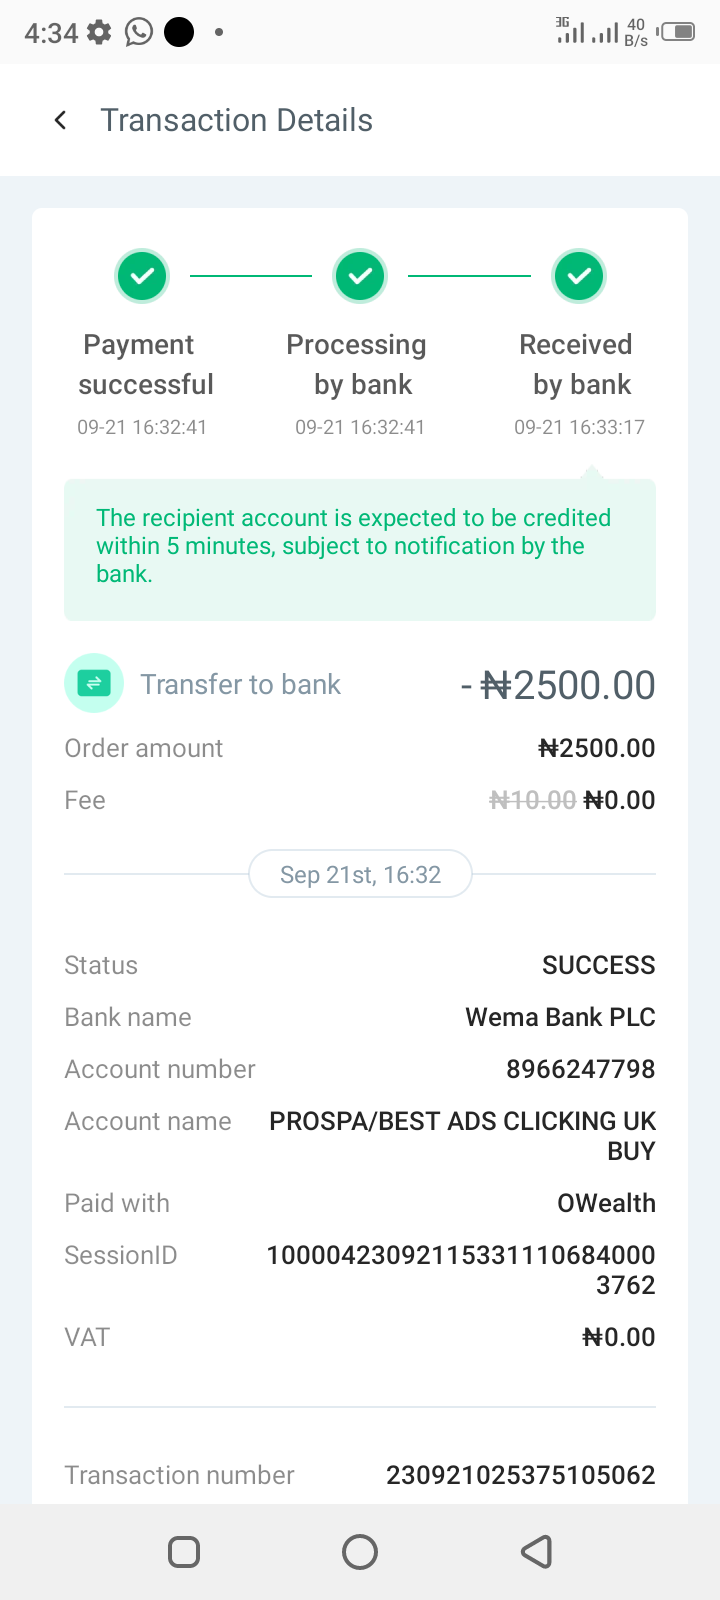 4:34
3G
40
B/s
Transaction Details
Payment
successful
09-21 16:32:41
Processing
by bank
09-21 16:32:41
Received
by bank
09-21 16:33:17
The recipient account is expected to be credited
within 5 minutes, subject to notification by the
bank.
Transfer to bank -₦2500.00
Order amount ₦2500.00
Fee ₦10.00 ₦0.00
Sep 21st, 16:32
Status SUCCESS
Bank name Wema Bank PLC
Account number 8966247798
Account name PROSPA/BEST ADS CLICKING UK
BUY
Paid with OWealth
SessionID 10000423092115331110684000
3762
VAT ₦0.00
Transaction number 230921025375105062